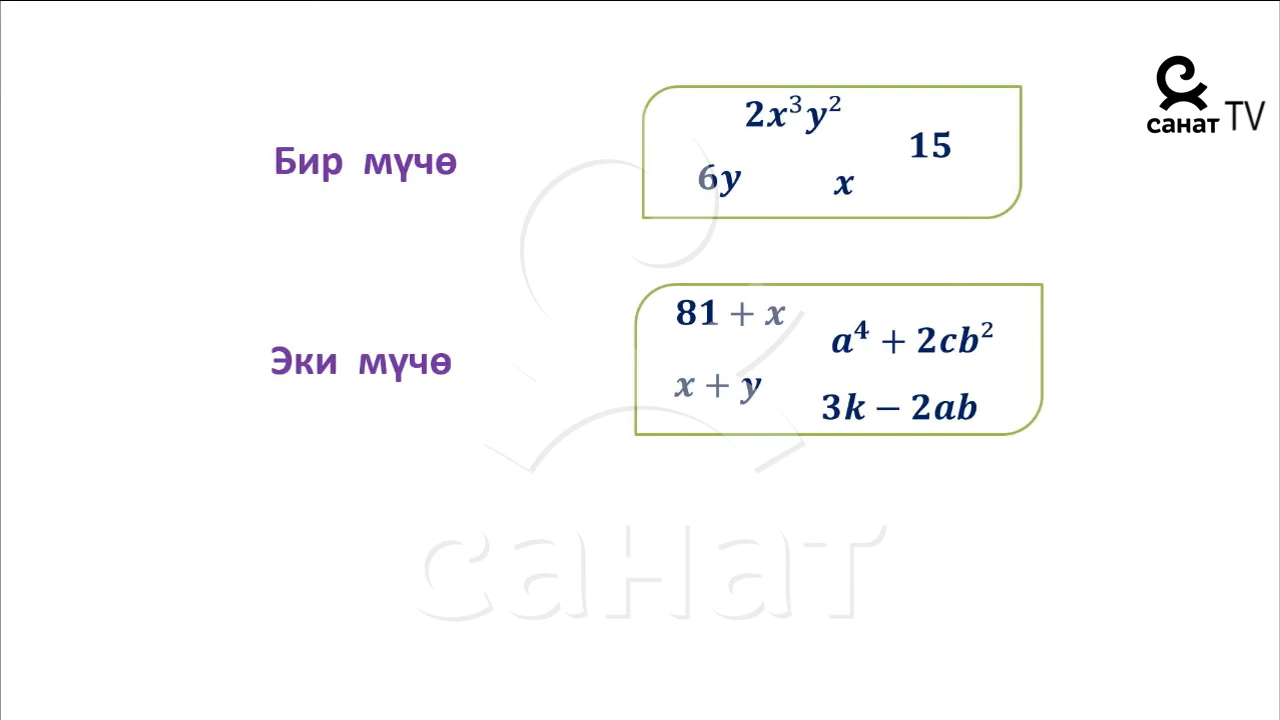 санат TV
Бир мүчө
2x³y²
15
6y
x
Эки мүчө
81 + x
a⁴ + 2cb²
x + y
3k − 2ab
санат